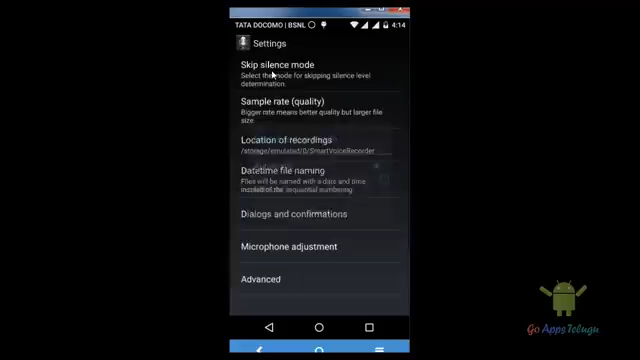 TATA DOCOMO | BSNL
4:14
Settings
Skip silence mode
Select the mode for skipping silence level
determination.
Sample rate (quality)
Bigger rate means better quality but larger file
size.
Location of recordings
/storage/emulated/0/SmartVoiceRecorder
Datetime file naming
Files will be named with a date and time
instead of the sequential numbering
Dialogs and confirmations
Microphone adjustment
Advanced
Go AppsTelugu